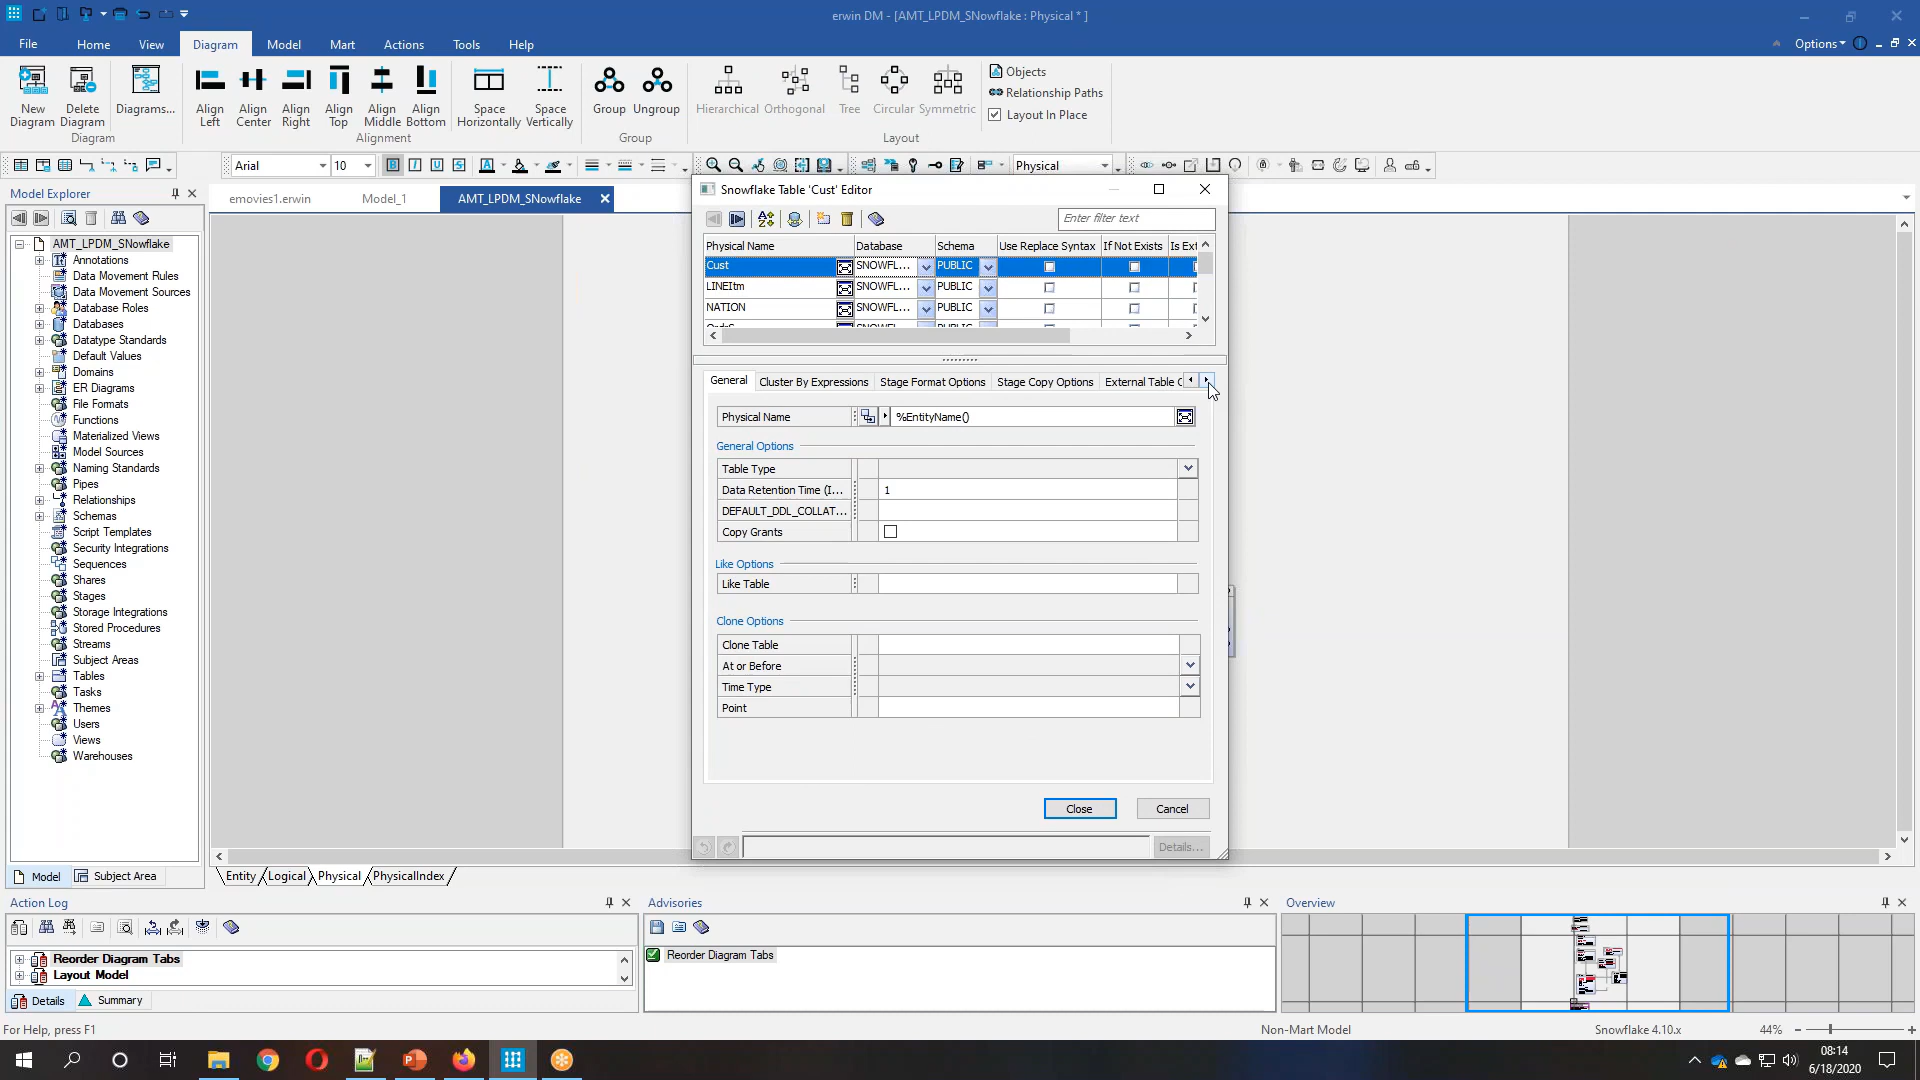 erwin DM - [AMT_LPDM_SNowflake : Physical * ]
File Home View Diagram Model Mart Actions Tools Help Options
New Diagram
Delete Diagram
Diagrams...
Diagram
Align Left
Align Center
Align Right
Align Top
Align Middle
Align Bottom
Alignment
Space Horizontally
Space Vertically
Group
Ungroup
Group
Hierarchical
Orthogonal
Tree
Circular
Symmetric
Objects
Relationship Paths
Layout In Place
Layout
Arial 10 B I U S Physical
Model Explorer
emovies1.erwin Model_1 AMT_LPDM_SNowflake
AMT_LPDM_SNowflake
Annotations
Data Movement Rules
Data Movement Sources
Database Roles
Databases
Datatype Standards
Default Values
Domains
ER Diagrams
File Formats
Functions
Materialized Views
Model Sources
Naming Standards
Pipes
Relationships
Schemas
Script Templates
Security Integrations
Sequences
Shares
Stages
Storage Integrations
Stored Procedures
Streams
Subject Areas
Tables
Tasks
Themes
Users
Views
Warehouses
Model Subject Area
Snowflake Table 'Cust' Editor
Enter filter text
Physical Name Database Schema Use Replace Syntax If Not Exists Is Ext
Cust SNOWFL... PUBLIC
LINEItm SNOWFL... PUBLIC
NATION SNOWFL... PUBLIC
General Cluster By Expressions Stage Format Options Stage Copy Options External Table
Physical Name %EntityName()
General Options
Table Type
Data Retention Time (I... 1
DEFAULT_DDL_COLLAT...
Copy Grants
Like Options
Like Table
Clone Options
Clone Table
At or Before
Time Type
Point
Close Cancel
Details...
Entity Logical Physical PhysicalIndex
Action Log
Reorder Diagram Tabs
Layout Model
Details Summary
Advisories
Reorder Diagram Tabs
Overview
For Help, press F1 Non-Mart Model Snowflake 4.10.x 44%
08:14
6/18/2020